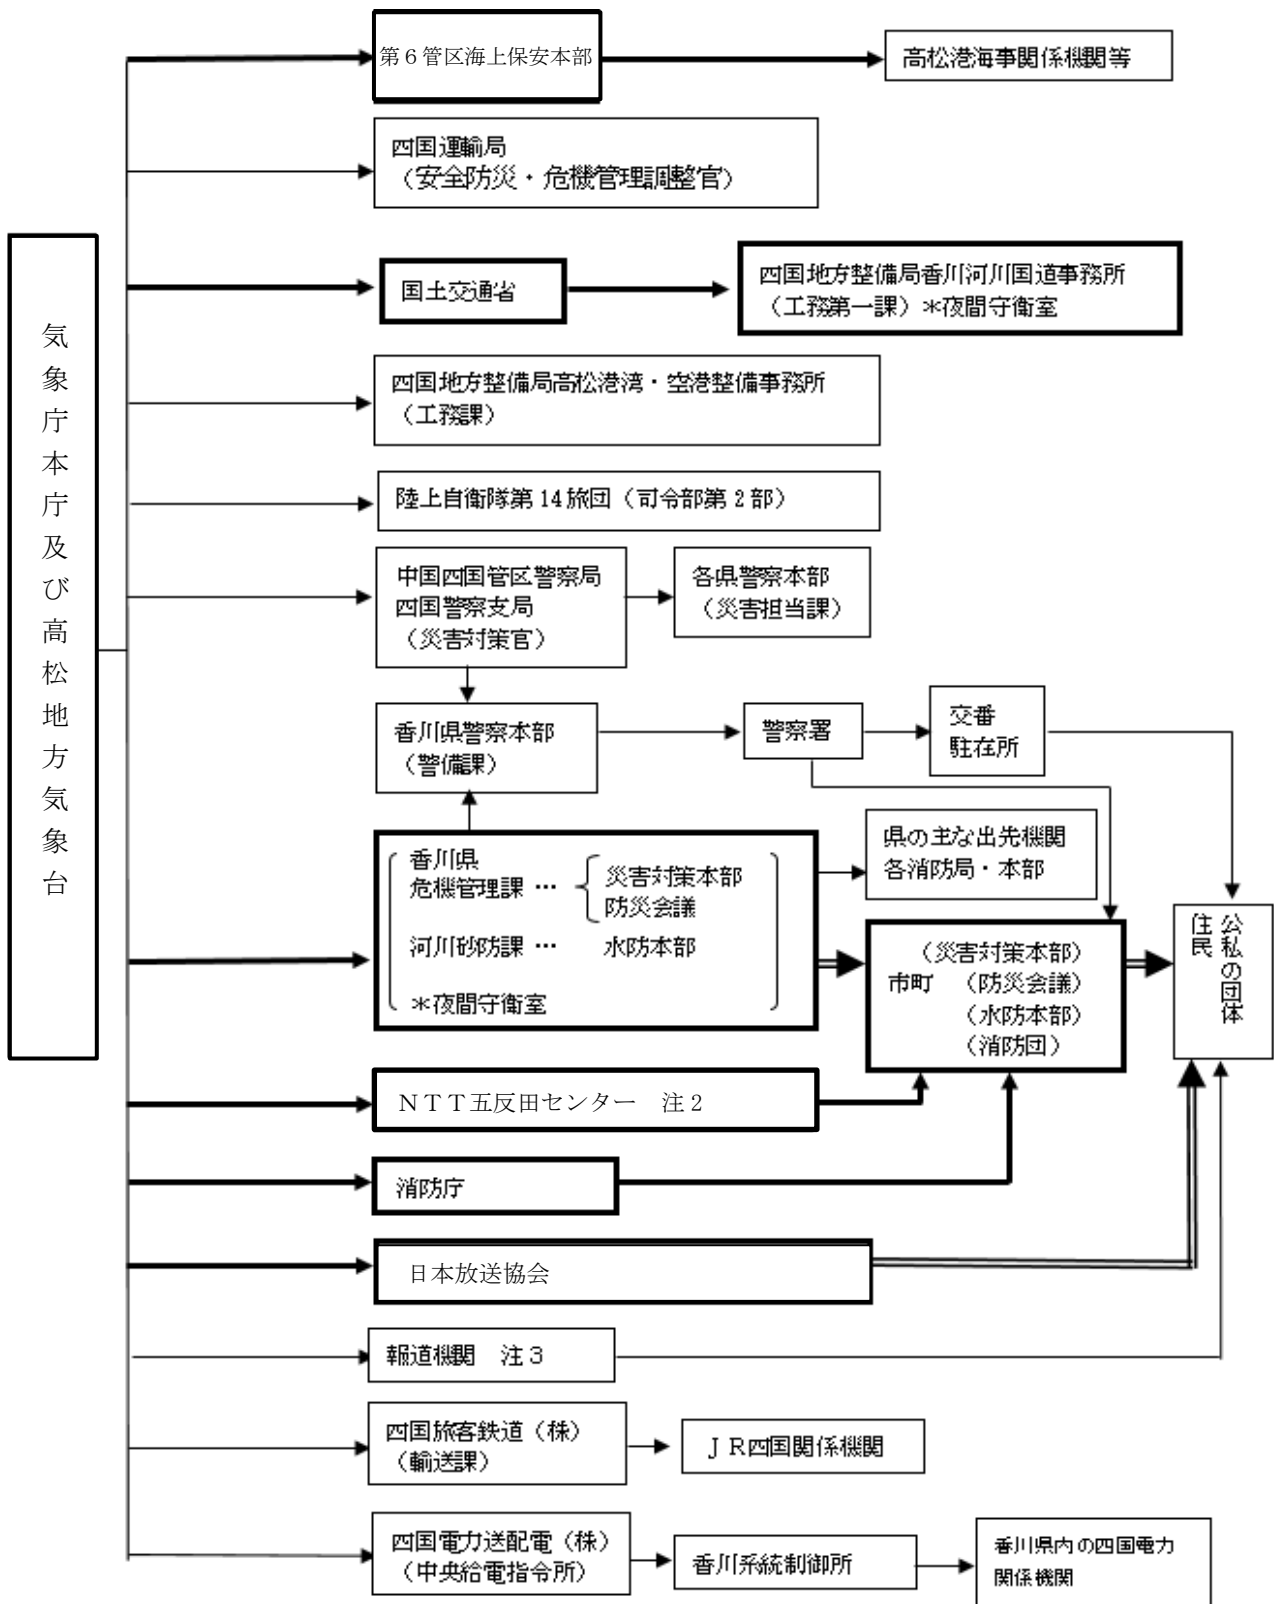 気象庁本庁及び高松地方気象台
第６管区海上保安本部
高松港海事関係機関等
四国運輸局
（安全防災・危機管理調整官）
国土交通省
四国地方整備局香川河川国道事務所
（工務第一課）＊夜間守衛室
四国地方整備局高松港湾・空港整備事務所
（工務課）
陸上自衛隊第14旅団（司令部第２部）
中国四国管区警察局
四国警察支局
（災害対策官）
各県警察本部
（災害担当課）
香川県警察本部
（警備課）
警察署
交番
駐在所
香川県
危機管理課 … 災害対策本部
防災会議
河川砂防課 … 水防本部
＊夜間守衛室
県の主な出先機関
各消防局・本部
（災害対策本部）
市町 （防災会議）
（水防本部）
（消防団）
公私の団体
住民
ＮＴＴ五反田センター　注２
消防庁
日本放送協会
報道機関　注３
四国旅客鉄道（株）
（輸送課）
ＪＲ四国関係機関
四国電力送配電（株）
（中央給電指令所）
香川系統制御所
香川県内の四国電力
関係機関